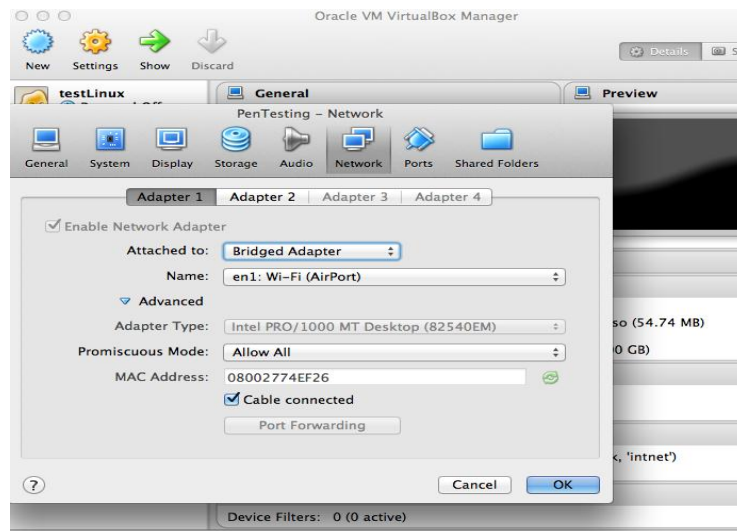 Oracle VM VirtualBox Manager
New Settings Show Discard
Details
testLinux
General
Preview
PenTesting – Network
General System Display Storage Audio Network Ports Shared Folders
Adapter 1 Adapter 2 Adapter 3 Adapter 4
Enable Network Adapter
Attached to: Bridged Adapter
Name: en1: Wi-Fi (AirPort)
Advanced
Adapter Type: Intel PRO/1000 MT Desktop (82540EM)
so (54.74 MB)
Promiscuous Mode: Allow All
0 GB)
MAC Address: 08002774EF26
Cable connected
Port Forwarding
, 'intnet')
? Cancel OK
Device Filters: 0 (0 active)